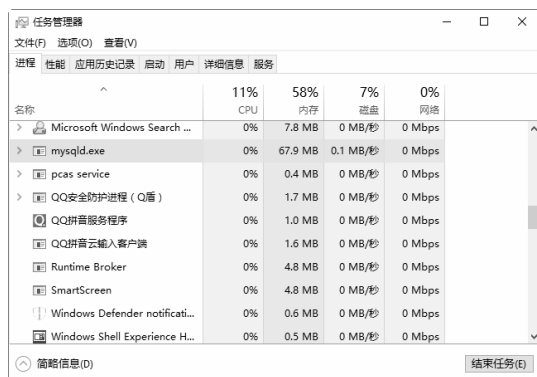 任务管理器
文件(F) 选项(O) 查看(V)
进程 性能 应用历史记录 启动 用户 详细信息 服务
11% 58% 7% 0%
名称 CPU 内存 磁盘 网络
Microsoft Windows Search ... 0% 7.8 MB 0 MB/秒 0 Mbps
mysqld.exe 0% 67.9 MB 0.1 MB/秒 0 Mbps
pcas service 0% 0.4 MB 0 MB/秒 0 Mbps
QQ安全防护进程（Q盾） 0% 1.7 MB 0 MB/秒 0 Mbps
QQ拼音服务程序 0% 1.0 MB 0 MB/秒 0 Mbps
QQ拼音云输入客户端 0% 1.6 MB 0 MB/秒 0 Mbps
Runtime Broker 0% 4.8 MB 0 MB/秒 0 Mbps
SmartScreen 0% 4.8 MB 0 MB/秒 0 Mbps
Windows Defender notificati... 0% 0.6 MB 0 MB/秒 0 Mbps
Windows Shell Experience H... 0% 0.5 MB 0 MB/秒 0 Mbps
简略信息(D) 结束任务(E)